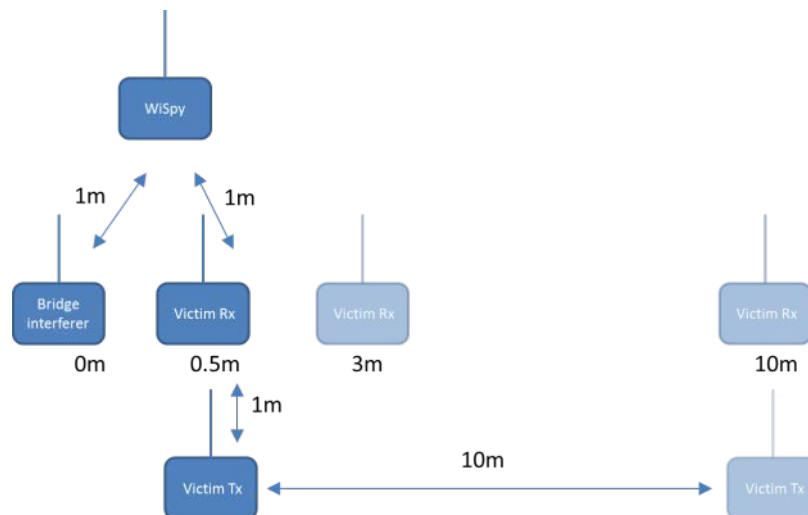 WiSpy
1m
1m
Bridge
interferer
Victim Rx
Victim Rx
Victim Rx
0m
0.5m
3m
10m
1m
10m
Victim Tx
Victim Tx